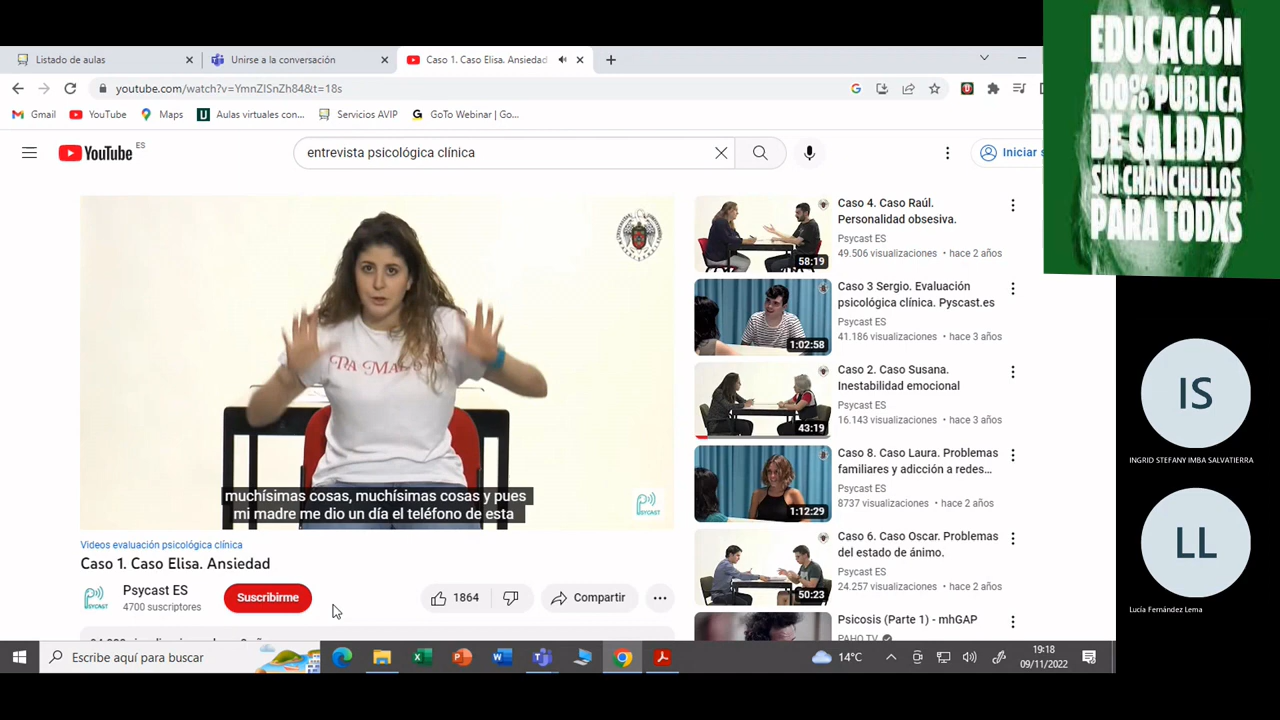 EDUCACIÓN
100% PÚBLICA
DE CALIDAD
SIN CHANCHULLOS
PARA TODXS
Listado de aulas
Unirse a la conversación
Caso 1. Caso Elisa. Ansiedad
youtube.com/watch?v=YmnZISnZh84&t=18s
Gmail
YouTube
Maps
Aulas virtuales con...
Servicios AVIP
GoTo Webinar | Go...
YouTube ES
entrevista psicológica clínica
Iniciar s
muchísimas cosas, muchísimas cosas y pues
mi madre me dio un día el teléfono de esta
PSYCAST
Videos evaluación psicológica clínica
Caso 1. Caso Elisa. Ansiedad
PSYCAST
Psycast ES
4700 suscriptores
Suscribirme
1864
Compartir
Caso 4. Caso Raúl.
Personalidad obsesiva.
Psycast ES
49.506 visualizaciones • hace 2 años
58:19
Caso 3 Sergio. Evaluación
psicológica clínica. Pyscast.es
Psycast ES
41.186 visualizaciones • hace 3 años
1:02:58
Caso 2. Caso Susana.
Inestabilidad emocional
Psycast ES
16.143 visualizaciones • hace 3 años
43:19
Caso 8. Caso Laura. Problemas
familiares y adicción a redes...
Psycast ES
8737 visualizaciones • hace 2 años
1:12:29
Caso 6. Caso Oscar. Problemas
del estado de ánimo.
Psycast ES
24.257 visualizaciones • hace 2 años
50:23
Psicosis (Parte 1) - mhGAP
PAHO TV
IS
INGRID STEFANY IMBA SALVATIERRA
LL
Lucía Fernández Lema
Escribe aquí para buscar
14°C
19:18
09/11/2022